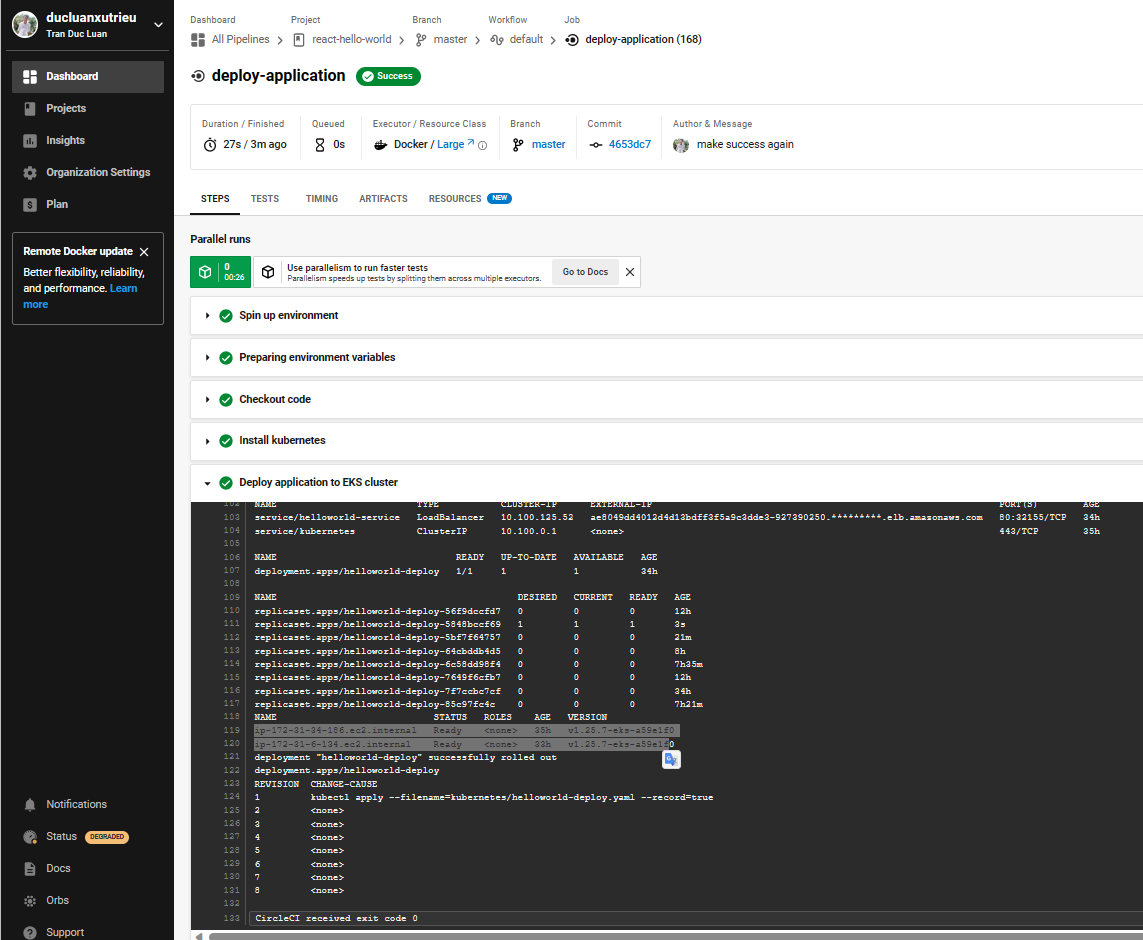 ducluanxutrieu
Tran Duc Luan
Dashboard
Projects
Insights
Organization Settings
Plan
Remote Docker update
Better flexibility, reliability,
and performance. Learn
more
Notifications
Status DEGRADED
Docs
Orbs
Support
Dashboard Project Branch Workflow Job
All Pipelines react-hello-world master default deploy-application (168)
deploy-application Success
Duration / Finished Queued Executor / Resource Class Branch Commit Author & Message
27s / 3m ago 0s Docker / Large master 4653dc7 make success again
STEPS TESTS TIMING ARTIFACTS RESOURCES NEW
Parallel runs
0
00:26
Use parallelism to run faster tests
Parallelism speeds up tests by splitting them across multiple executors.
Go to Docs
Spin up environment
Preparing environment variables
Checkout code
Install kubernetes
Deploy application to EKS cluster
102 NAME TYPE CLUSTER-IP EXTERNAL-IP PORT(S) AGE
103 service/helloworld-service LoadBalancer 10.100.125.52 ae8049dd4012d4d13bdff3f5a9c3dde3-927390250.*********.elb.amazonaws.com 80:32155/TCP 34h
104 service/kubernetes ClusterIP 10.100.0.1 <none> 443/TCP 35h
105
106 NAME READY UP-TO-DATE AVAILABLE AGE
107 deployment.apps/helloworld-deploy 1/1 1 1 34h
108
109 NAME DESIRED CURRENT READY AGE
110 replicaset.apps/helloworld-deploy-56f9dccfd7 0 0 0 12h
111 replicaset.apps/helloworld-deploy-5848bccf69 1 1 1 3s
112 replicaset.apps/helloworld-deploy-5bf7f64757 0 0 0 21m
113 replicaset.apps/helloworld-deploy-64cbddb4d5 0 0 0 8h
114 replicaset.apps/helloworld-deploy-6c58dd98f4 0 0 0 7h35m
115 replicaset.apps/helloworld-deploy-7649f6cfb7 0 0 0 12h
116 replicaset.apps/helloworld-deploy-7f7ccbc7cf 0 0 0 34h
117 replicaset.apps/helloworld-deploy-85c97fc4c 0 0 0 7h21m
118 NAME STATUS ROLES AGE VERSION
119 ip-172-31-34-186.ec2.internal Ready <none> 35h v1.25.7-eks-a59e1f0
120 ip-172-31-6-134.ec2.internal Ready <none> 33h v1.25.7-eks-a59e1f0
121 deployment "helloworld-deploy" successfully rolled out
122 deployment.apps/helloworld-deploy
123 REVISION CHANGE-CAUSE
124 1 kubectl apply --filename=kubernetes/helloworld-deploy.yaml --record=true
125 2 <none>
126 3 <none>
127 4 <none>
128 5 <none>
129 6 <none>
130 7 <none>
131 8 <none>
132
133 CircleCI received exit code 0